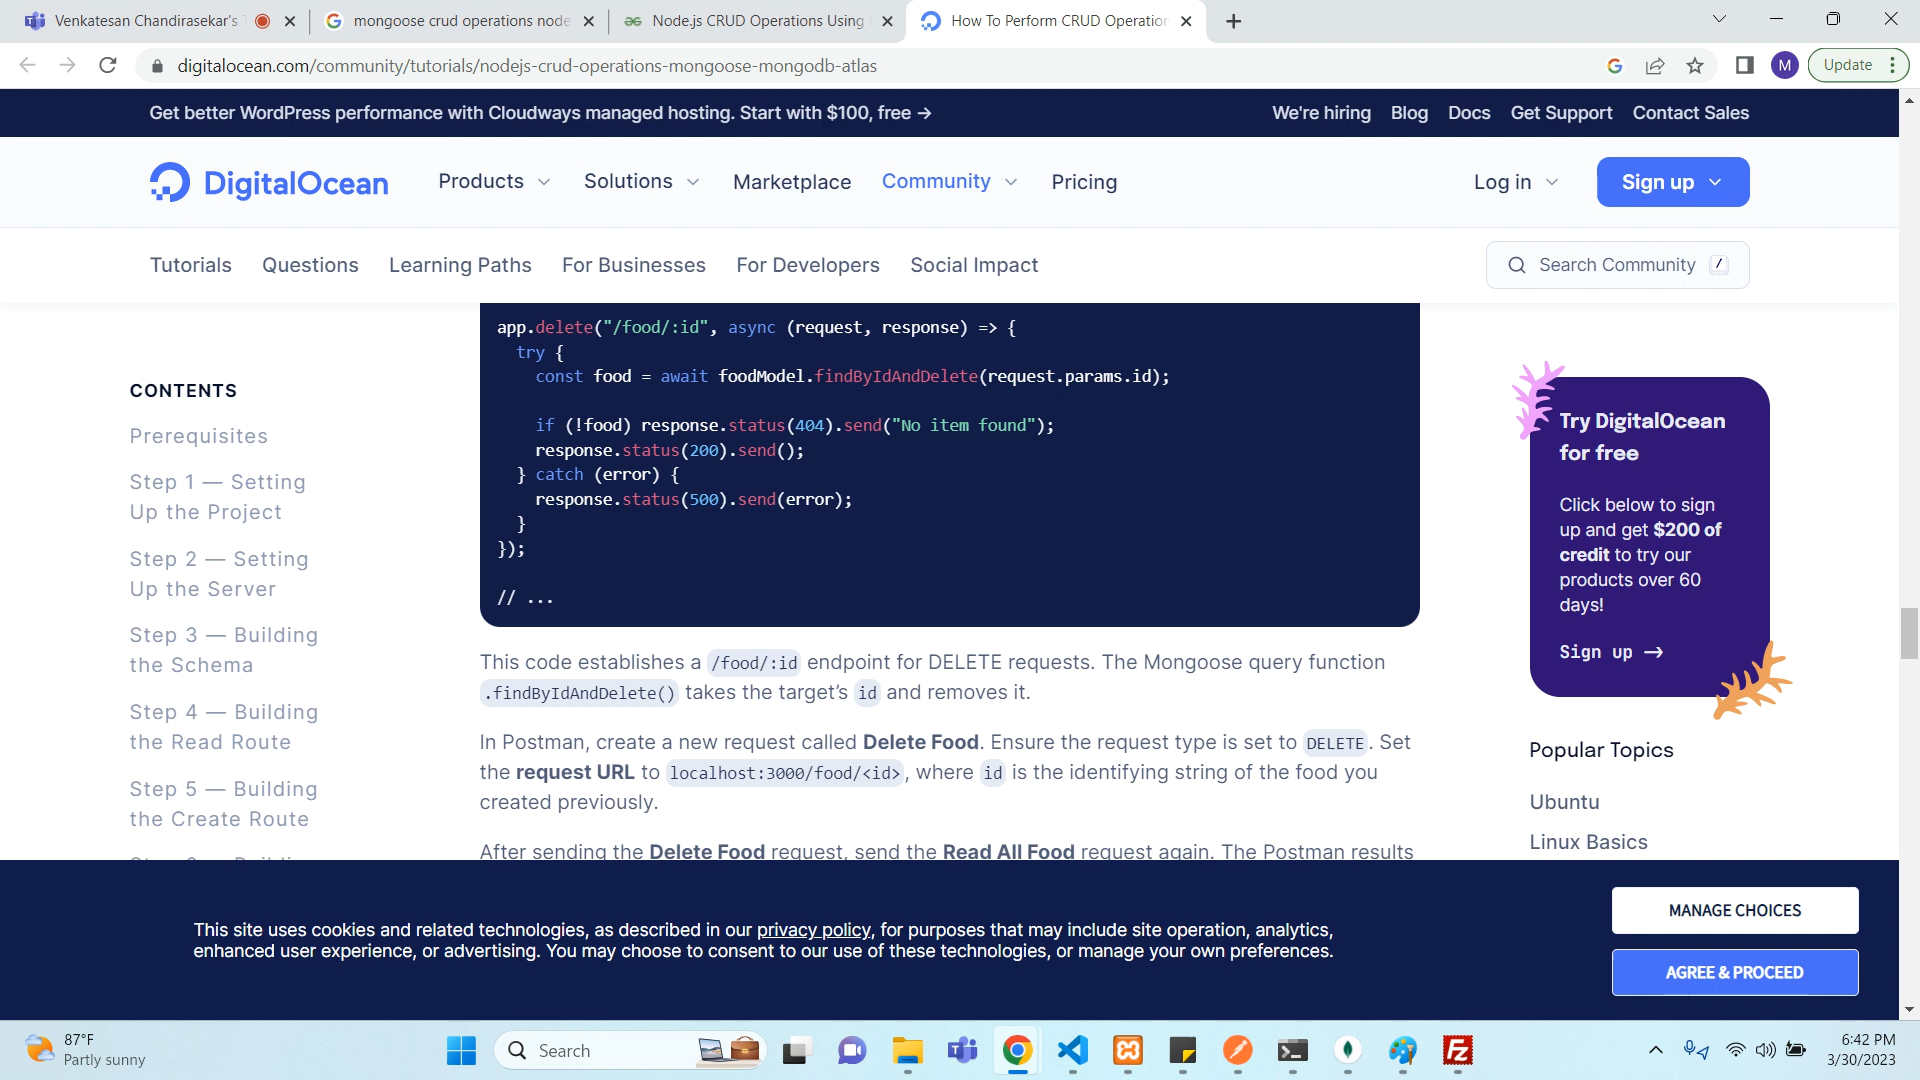 Venkatesan Chandirasekar's
mongoose crud operations node
Node.js CRUD Operations Using
How To Perform CRUD Operation
digitalocean.com/community/tutorials/nodejs-crud-operations-mongoose-mongodb-atlas
M
Update
Get better WordPress performance with Cloudways managed hosting. Start with $100, free →
We're hiring Blog Docs Get Support Contact Sales
DigitalOcean
Products Solutions Marketplace Community Pricing
Log in
Sign up
Tutorials Questions Learning Paths For Businesses For Developers Social Impact
Search Community /
CONTENTS
Prerequisites
Step 1 — Setting
Up the Project
Step 2 — Setting
Up the Server
Step 3 — Building
the Schema
Step 4 — Building
the Read Route
Step 5 — Building
the Create Route
app.delete("/food/:id", async (request, response) => {
try {
const food = await foodModel.findByIdAndDelete(request.params.id);
if (!food) response.status(404).send("No item found");
response.status(200).send();
} catch (error) {
response.status(500).send(error);
}
});
// ...
This code establishes a /food/:id endpoint for DELETE requests. The Mongoose query function
.findByIdAndDelete() takes the target’s id and removes it.
In Postman, create a new request called Delete Food. Ensure the request type is set to DELETE. Set
the request URL to localhost:3000/food/<id>, where id is the identifying string of the food you
created previously.
After sending the Delete Food request, send the Read All Food request again. The Postman results
Try DigitalOcean
for free
Click below to sign
up and get $200 of
credit to try our
products over 60
days!
Sign up →
Popular Topics
Ubuntu
Linux Basics
This site uses cookies and related technologies, as described in our privacy policy, for purposes that may include site operation, analytics,
enhanced user experience, or advertising. You may choose to consent to our use of these technologies, or manage your own preferences.
MANAGE CHOICES
AGREE & PROCEED
87°F
Partly sunny
Search
6:42 PM
3/30/2023